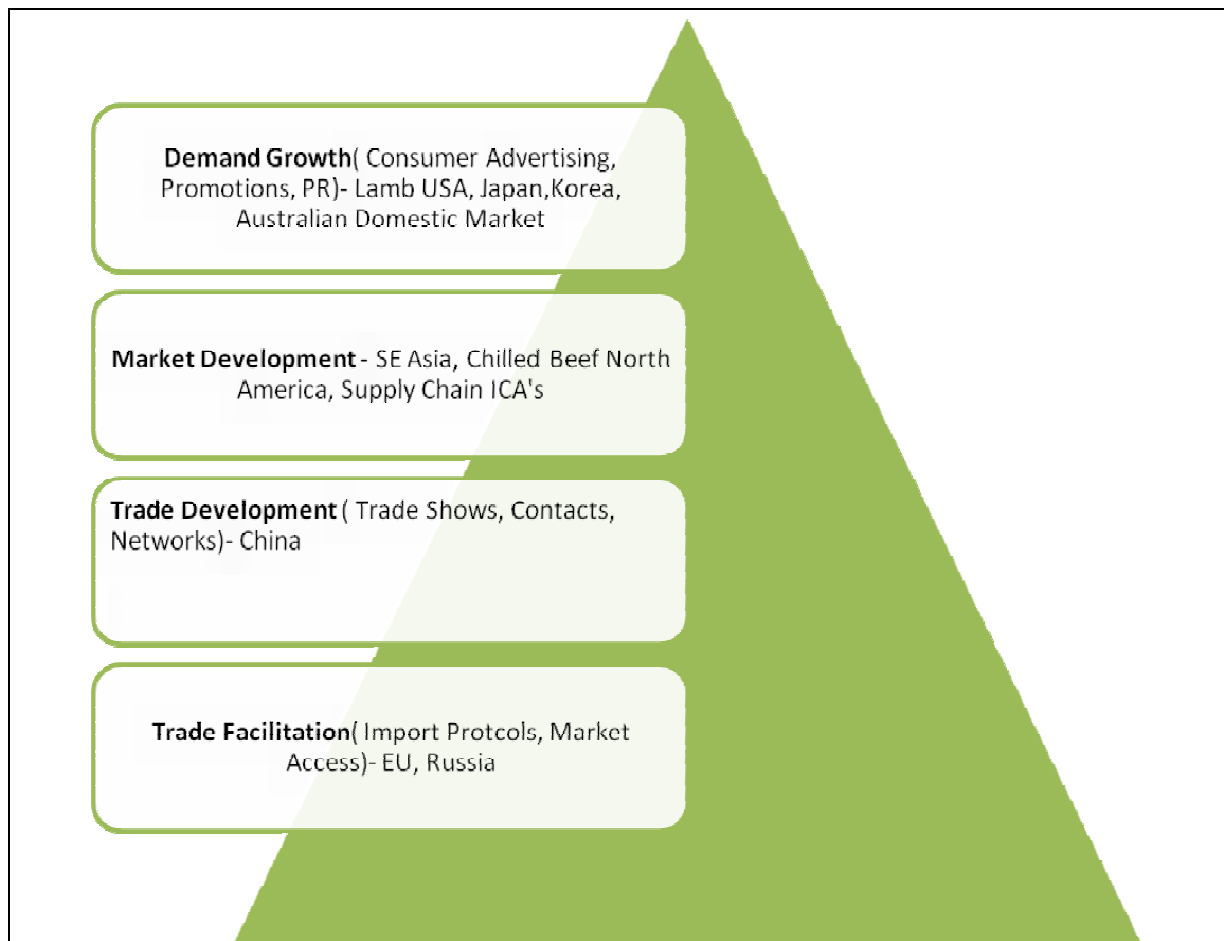 Demand Growth( Consumer Advertising,
Promotions, PR)- Lamb USA, Japan,Korea,
Australian Domestic Market
Market Development - SE Asia, Chilled Beef North
America, Supply Chain ICA's
Trade Development ( Trade Shows, Contacts,
Networks)- China
Trade Facilitation( Import Protcols, Market
Access)- EU, Russia